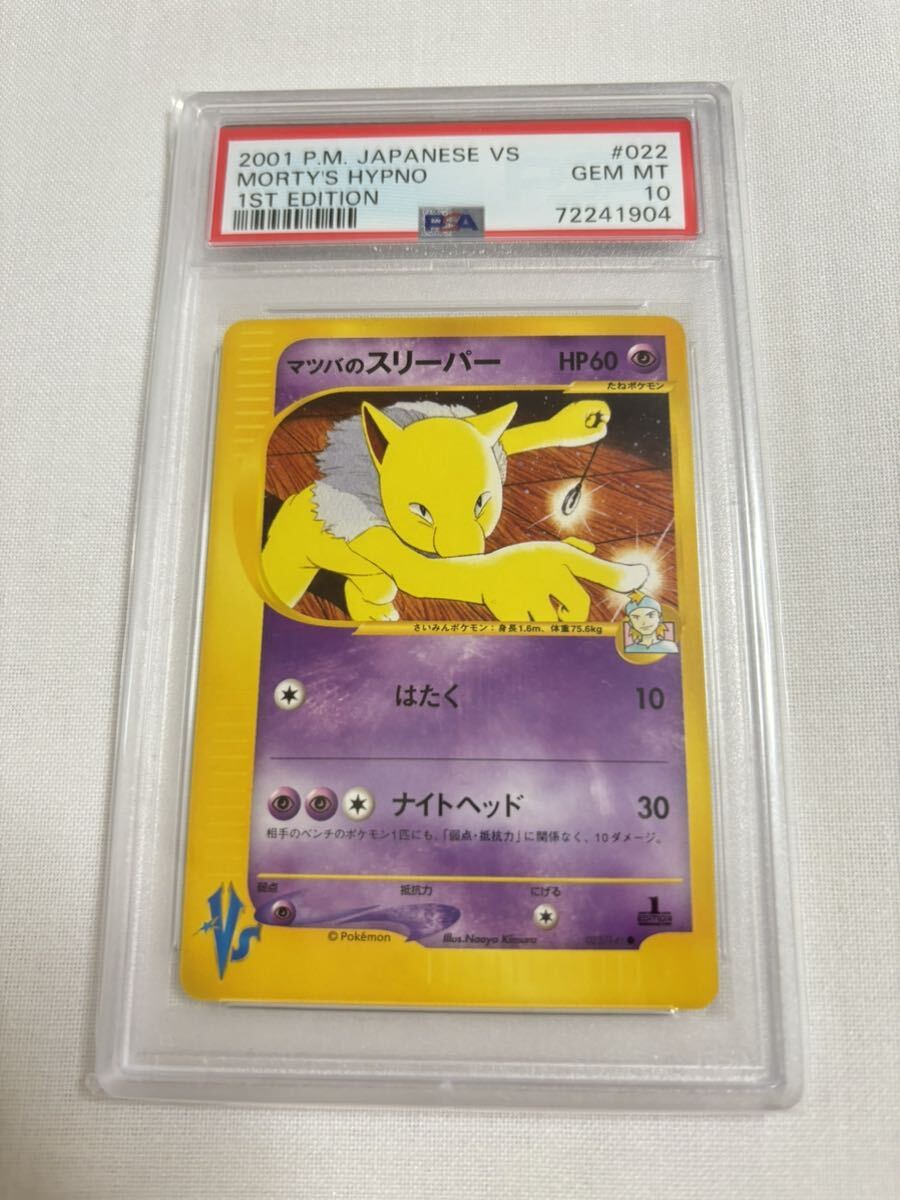 2001 P.M. JAPANESE VS #022
MORTY'S HYPNO GEM MT
1ST EDITION 10
PSA 72241904
マツバのスリーパー HP60
たねポケモン
さいみんポケモン：身長1.6m、体重75.6kg
はたく 10
ナイトヘッド 30
相手のベンチのポケモン1匹にも、「弱点・抵抗力」に関係なく、10ダメージ。
弱点 抵抗力 にげる
1
EDITION
VS
©Pokémon Illus.Naoyo Kimura